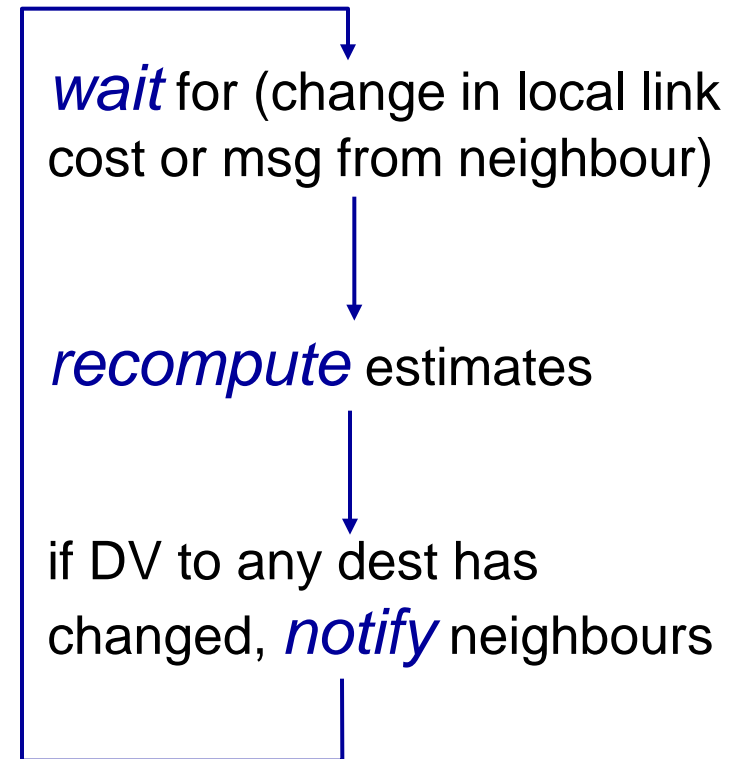 wait for (change in local link
cost or msg from neighbour)
recompute estimates
if DV to any dest has
changed, notify neighbours